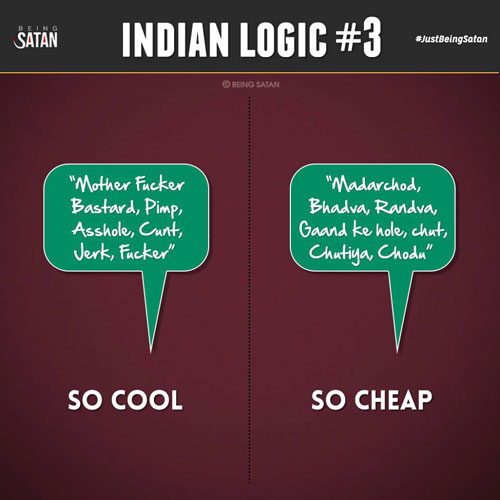 BEING
SATAN
INDIAN LOGIC #3
#JustBeingSatan
© BEING SATAN
"Mother Fucker
Bastard, Pimp,
Asshole, Cunt,
Jerk, Fucker"
SO COOL
"Madarchod,
Bhadva, Randva,
Gaand ke hole, chut,
Chutiya, Chodu"
SO CHEAP